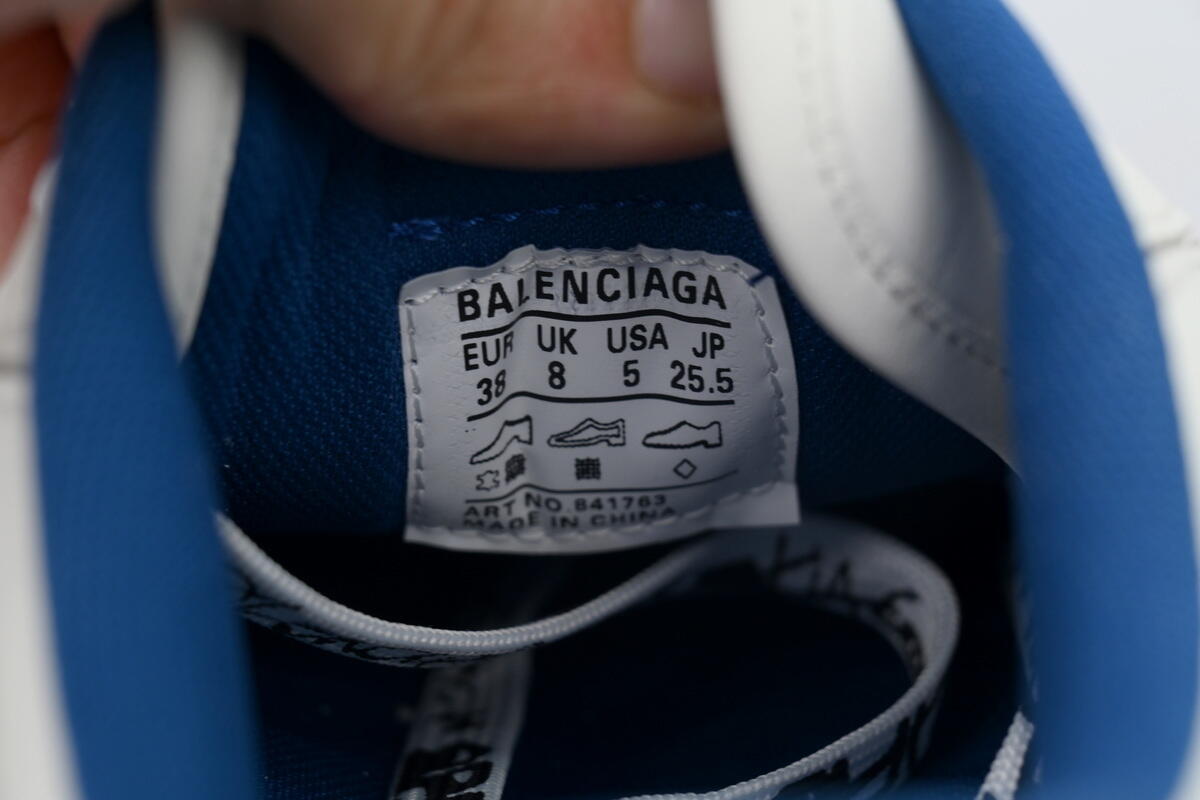 BALENCIAGA
EUR UK USA JP
38 8 5 25.5
ART NO.841763
MADE IN CHINA